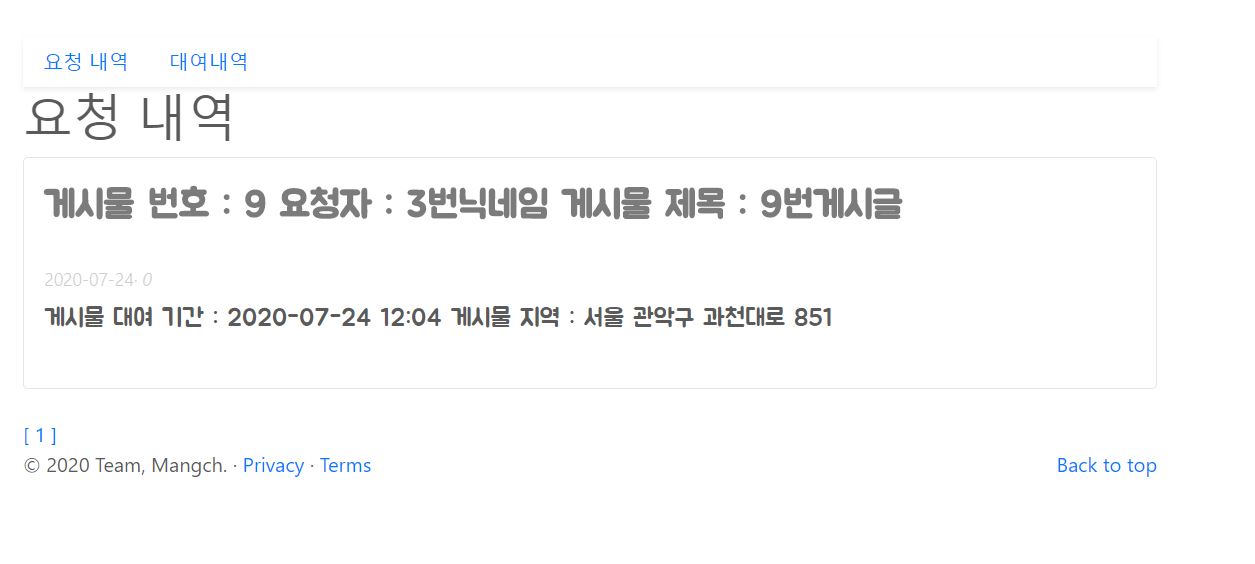 요청 내역 대여내역
요청 내역
게시물 번호 : 9 요청자 : 3번닉네임 게시물 제목 : 9번게시글
2020-07-24· 0
게시물 대여 기간 : 2020-07-24 12:04 게시물 지역 : 서울 관악구 과천대로 851
[ 1 ]
© 2020 Team, Mangch. · Privacy · Terms Back to top